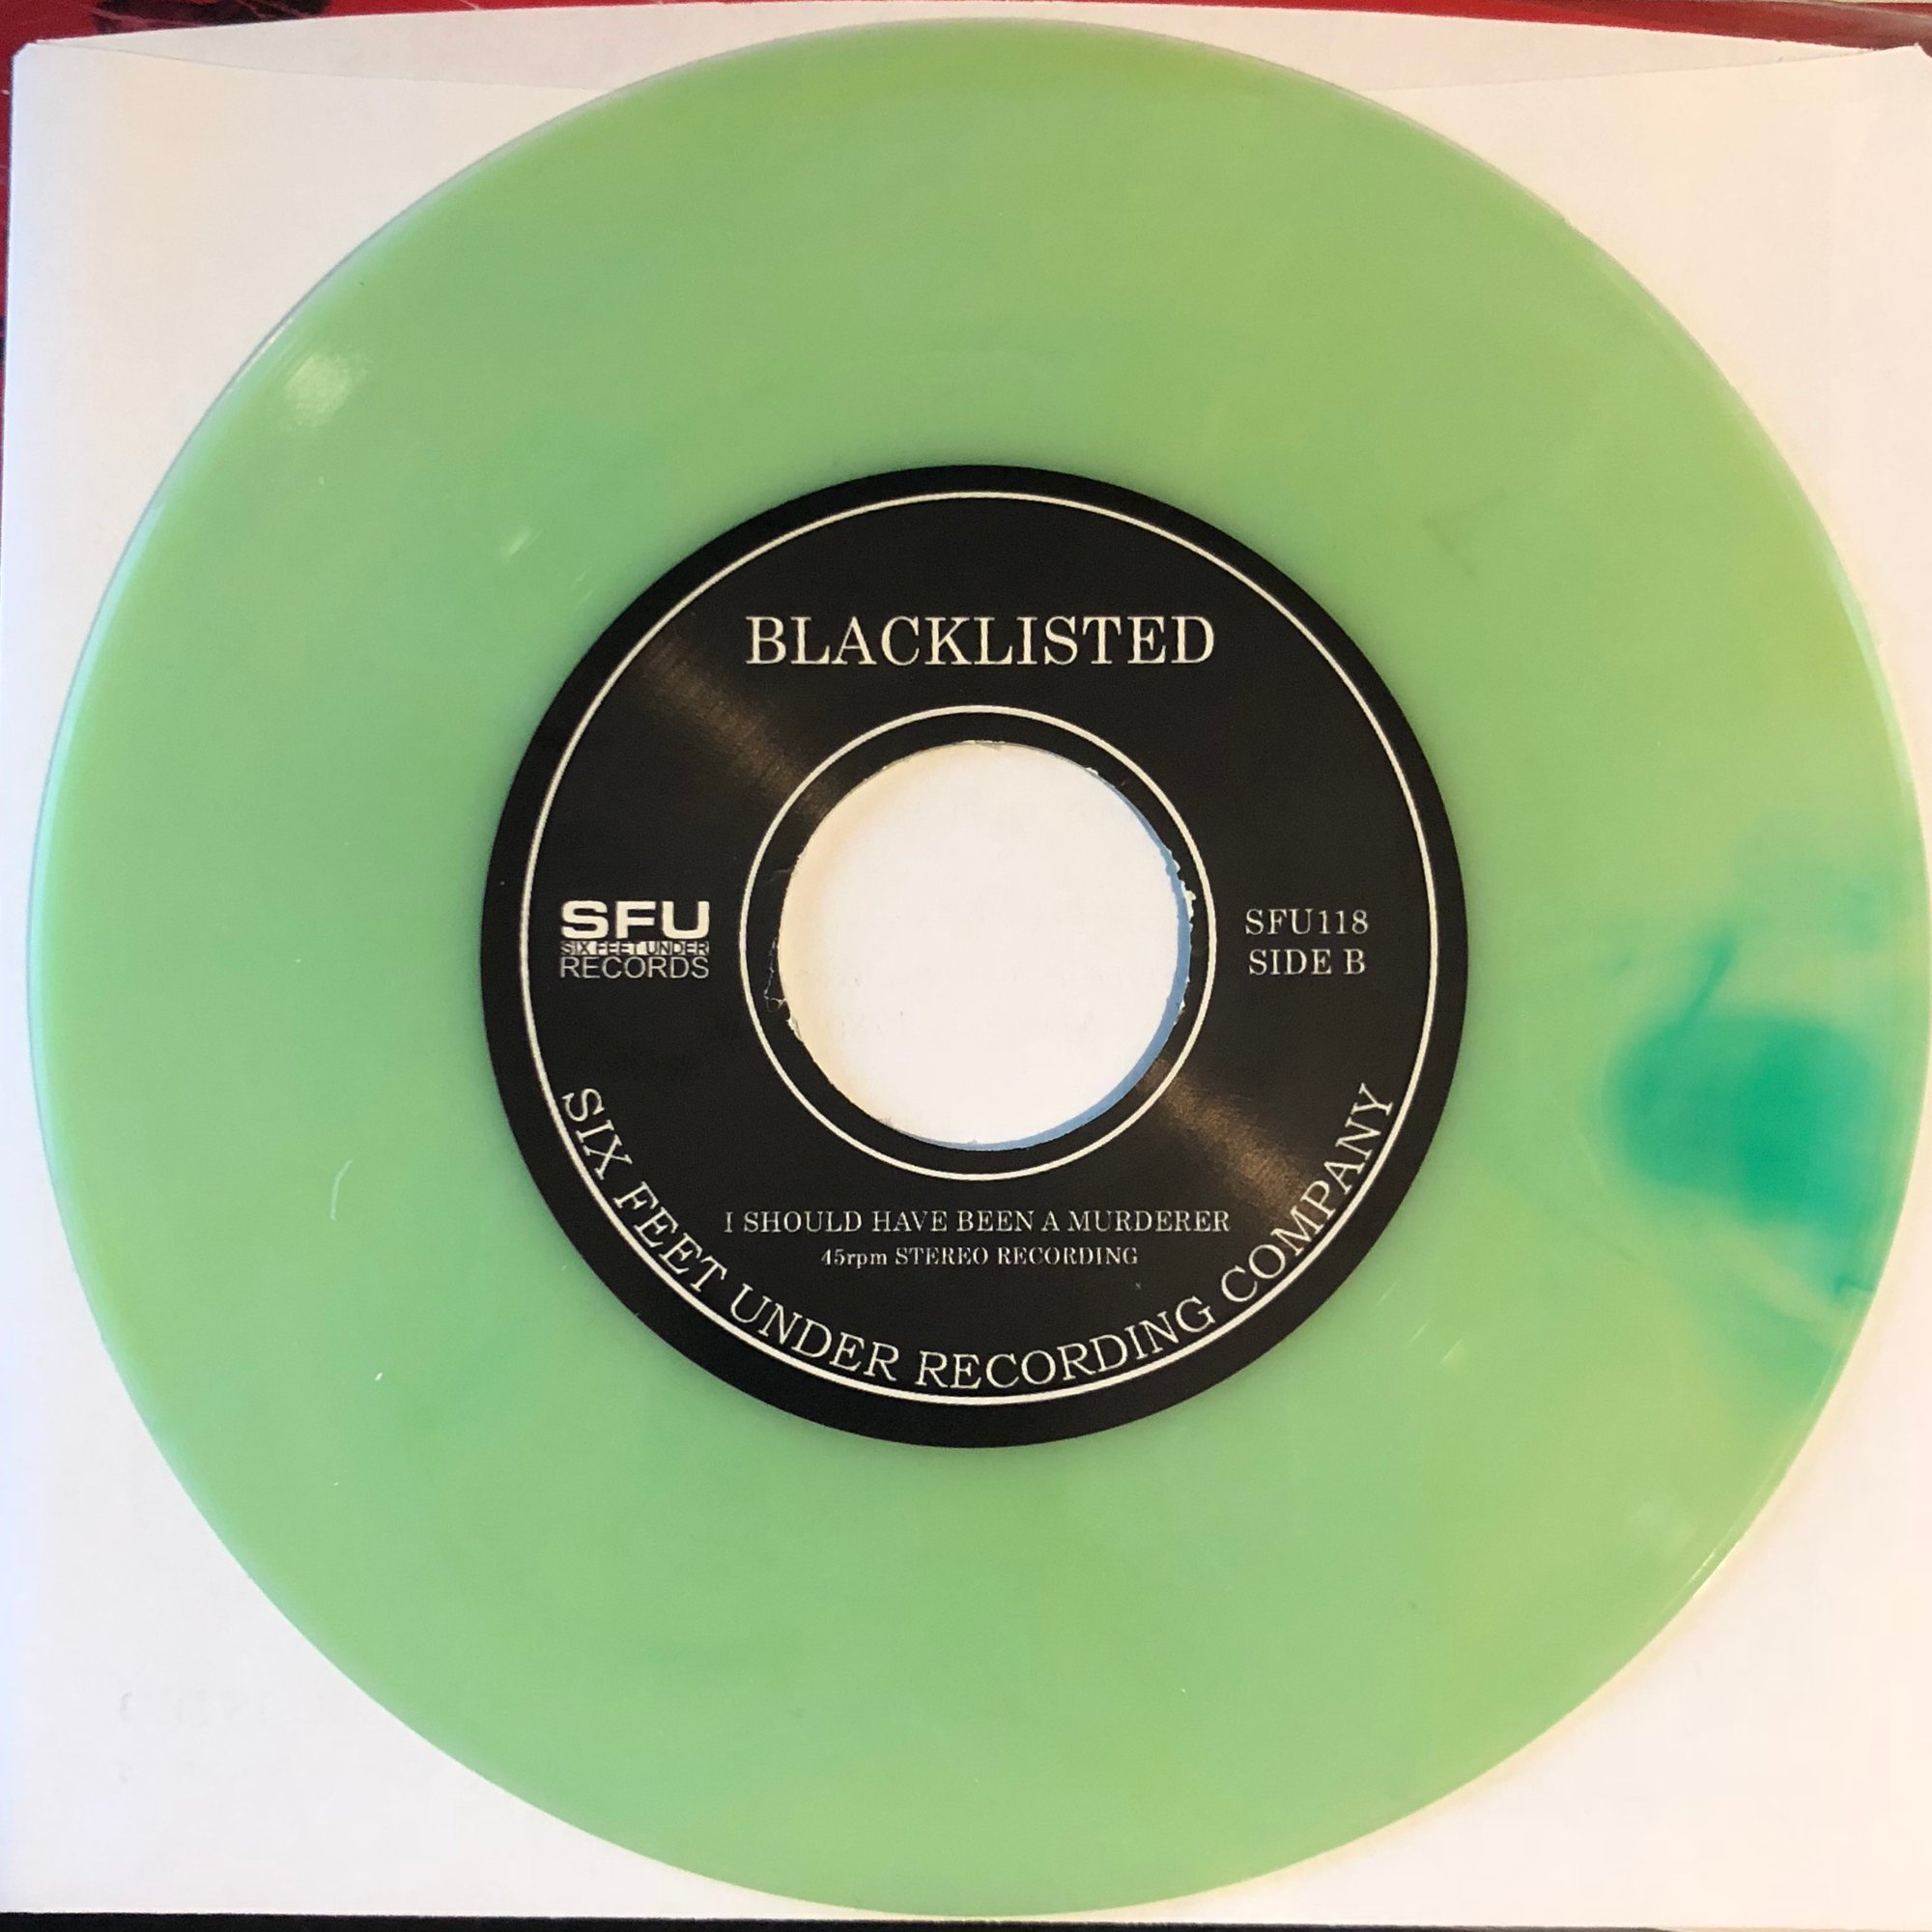 BLACKLISTED
SFU
SIX FEET UNDER
RECORDS
SFU118
SIDE B
I SHOULD HAVE BEEN A MURDERER
45rpm STEREO RECORDING
SIX FEET UNDER RECORDING COMPANY